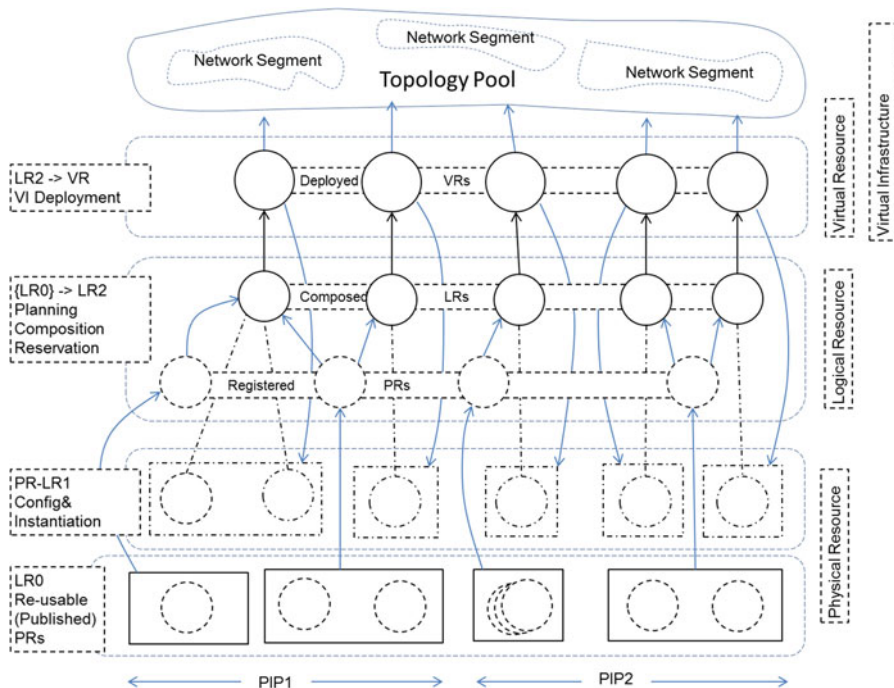 Network Segment
Network Segment
Network Segment
Topology Pool
LR2 -> VR
VI Deployment
Deployed
VRs
Virtual Resource
Virtual Infrastructure
{LR0} -> LR2
Planning
Composition
Reservation
Composed
LRs
Registered
PRs
Logical Resource
PR-LR1
Config&
Instantiation
LR0
Re-usable
(Published)
PRs
Physical Resource
PIP1
PIP2